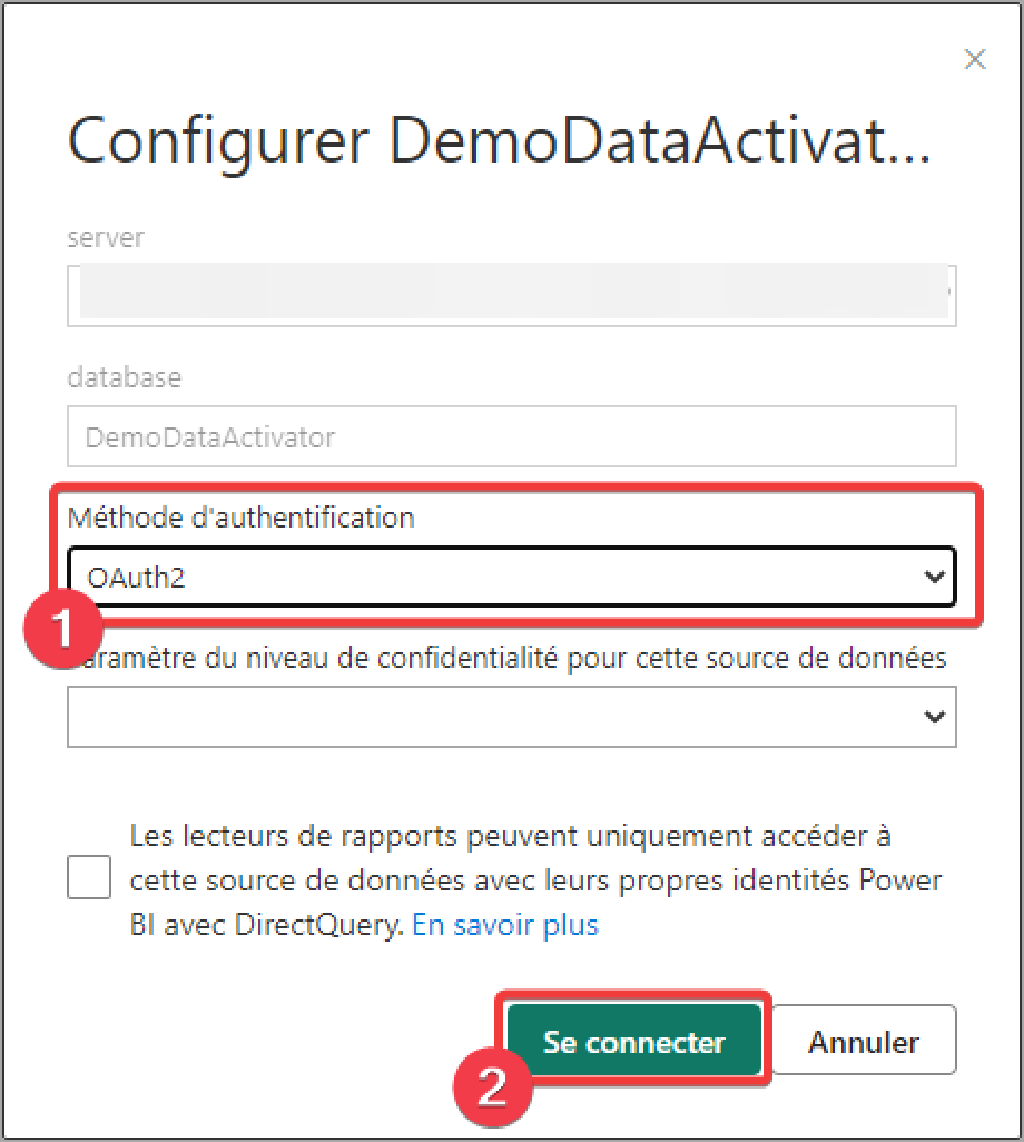 Configurer DemoDataActivat...
server
database
DemoDataActivator
Méthode d'authentification
OAuth2
1
aramètre du niveau de confidentialité pour cette source de données
Les lecteurs de rapports peuvent uniquement accéder à
cette source de données avec leurs propres identités Power
BI avec DirectQuery. En savoir plus
Se connecter
Annuler
2